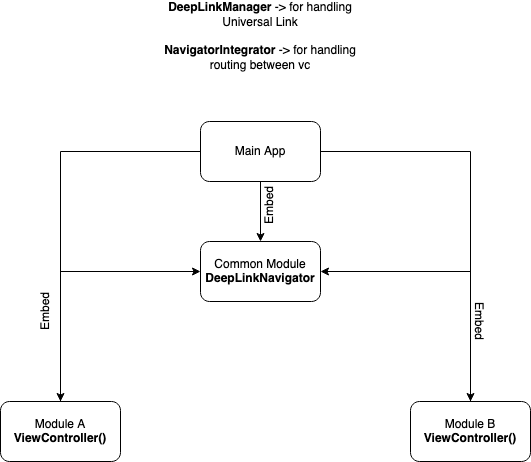 DeepLinkManager -> for handling
Universal Link
NavigatorIntegrator -> for handling
routing between vc
Main App
Embed
Common Module
DeepLinkNavigator
Embed
Embed
Module A
ViewController()
Module B
ViewController()